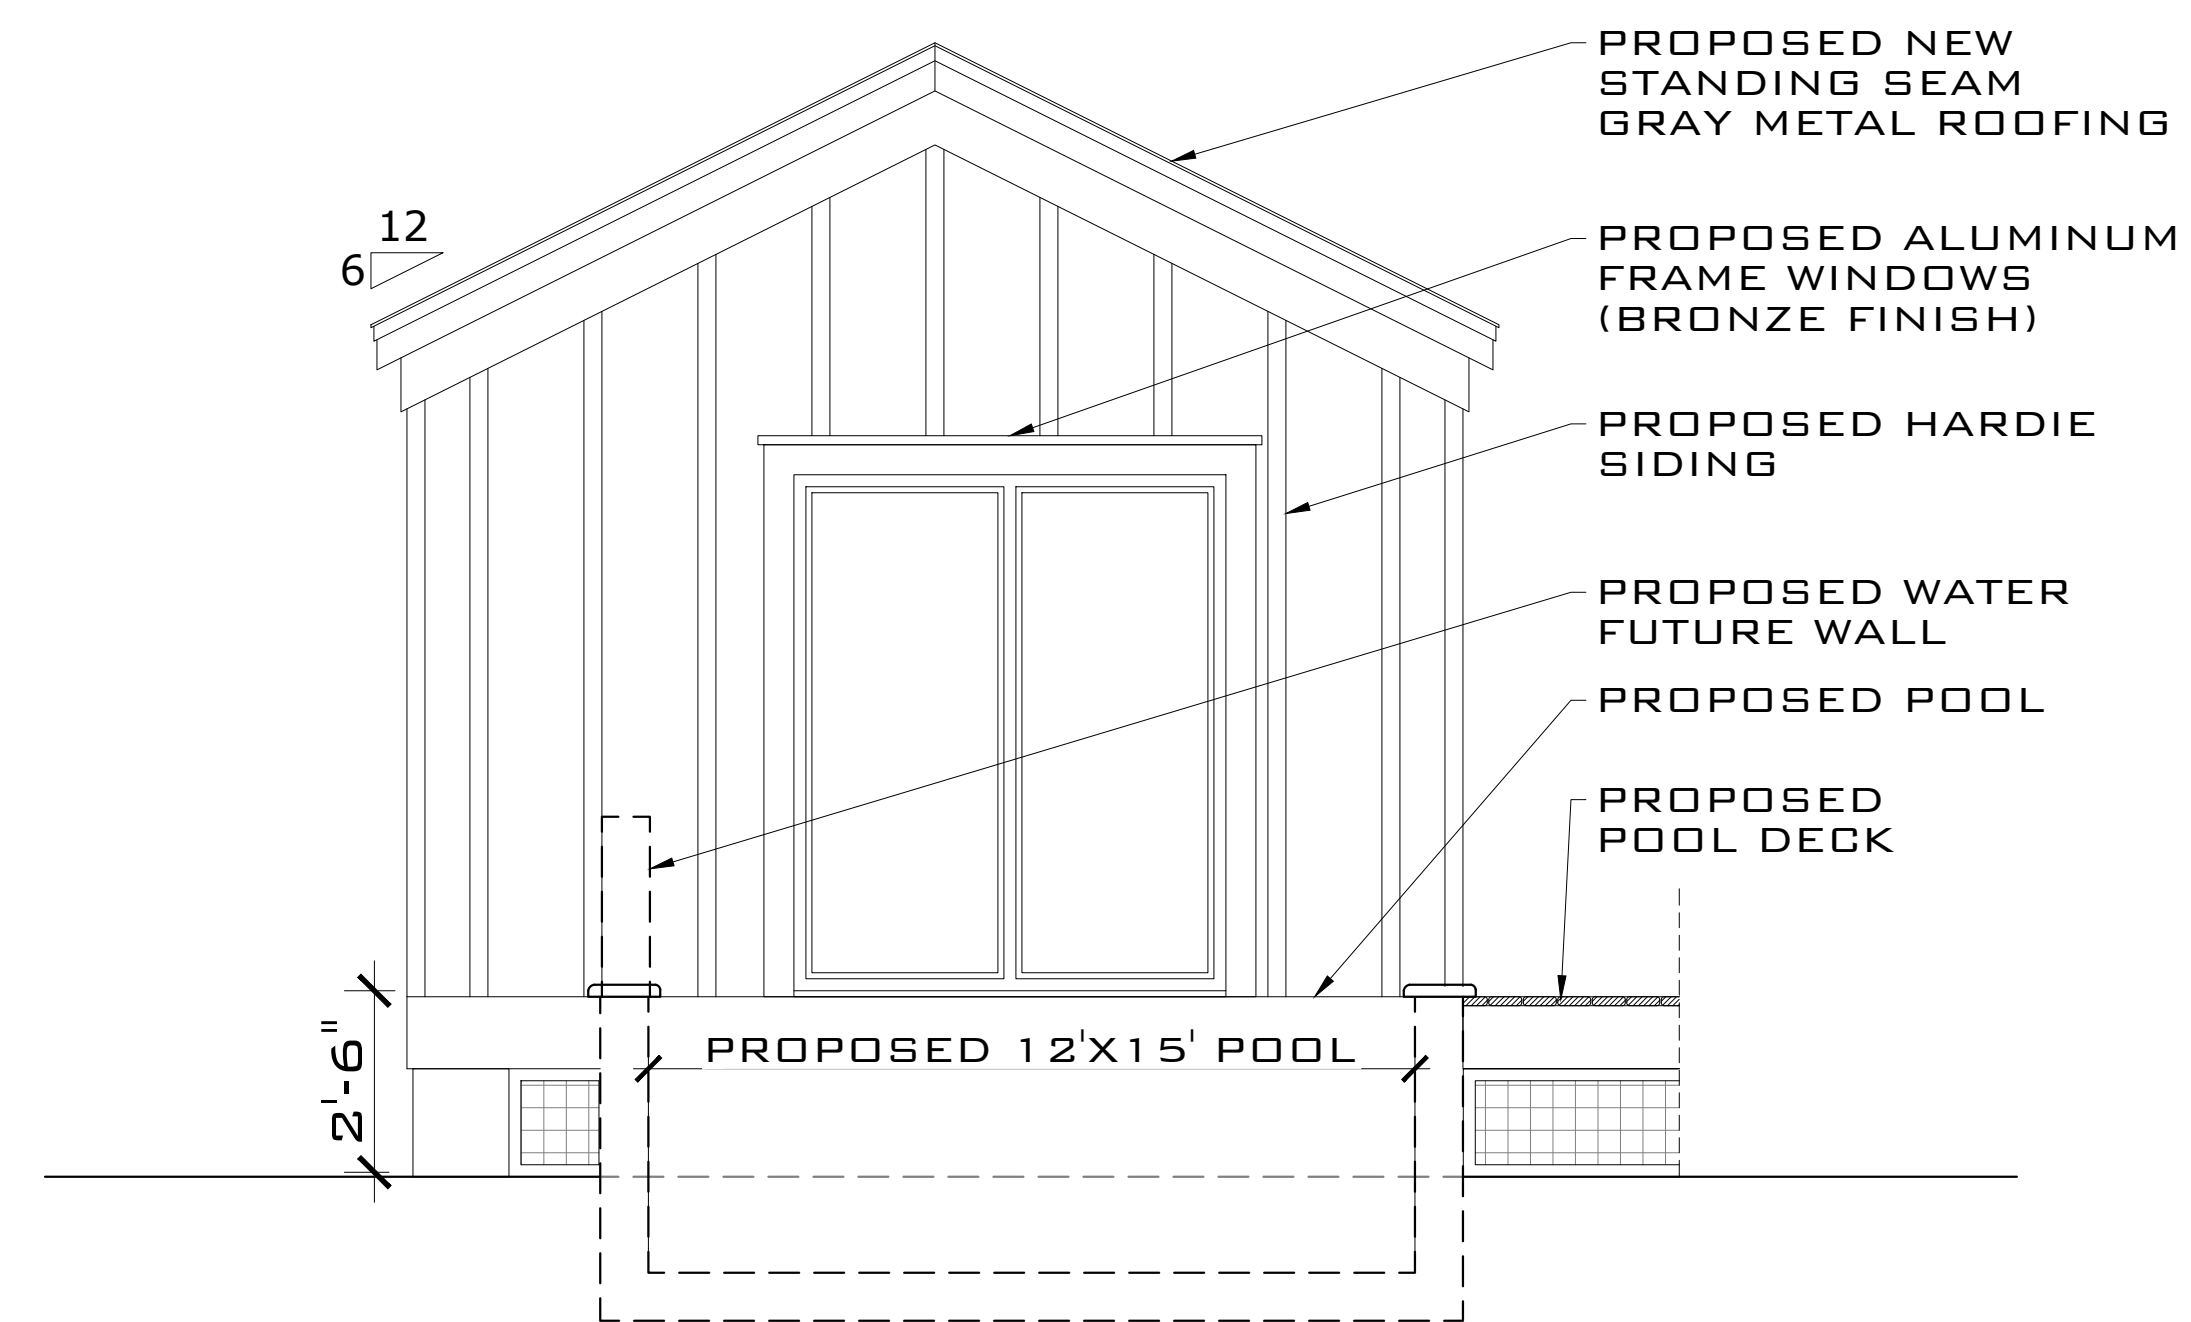 PROPOSED NEW
STANDING SEAM
GRAY METAL ROOFING
12
6
PROPOSED ALUMINUM
FRAME WINDOWS
(BRONZE FINISH)
PROPOSED HARDIE
SIDING
PROPOSED WATER
FUTURE WALL
PROPOSED POOL
PROPOSED
POOL DECK
2'-6"
PROPOSED 12'X15' POOL